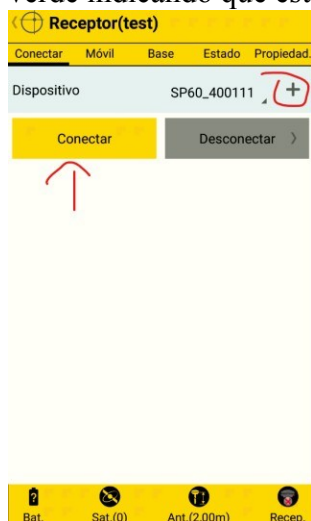 verde indicando que est
Receptor(test)
Conectar Móvil Base Estado Propiedad.
Dispositivo SP60_400111 +
Conectar Desconectar
Bat. Sat.(0) Ant.(2.00m) Recep.